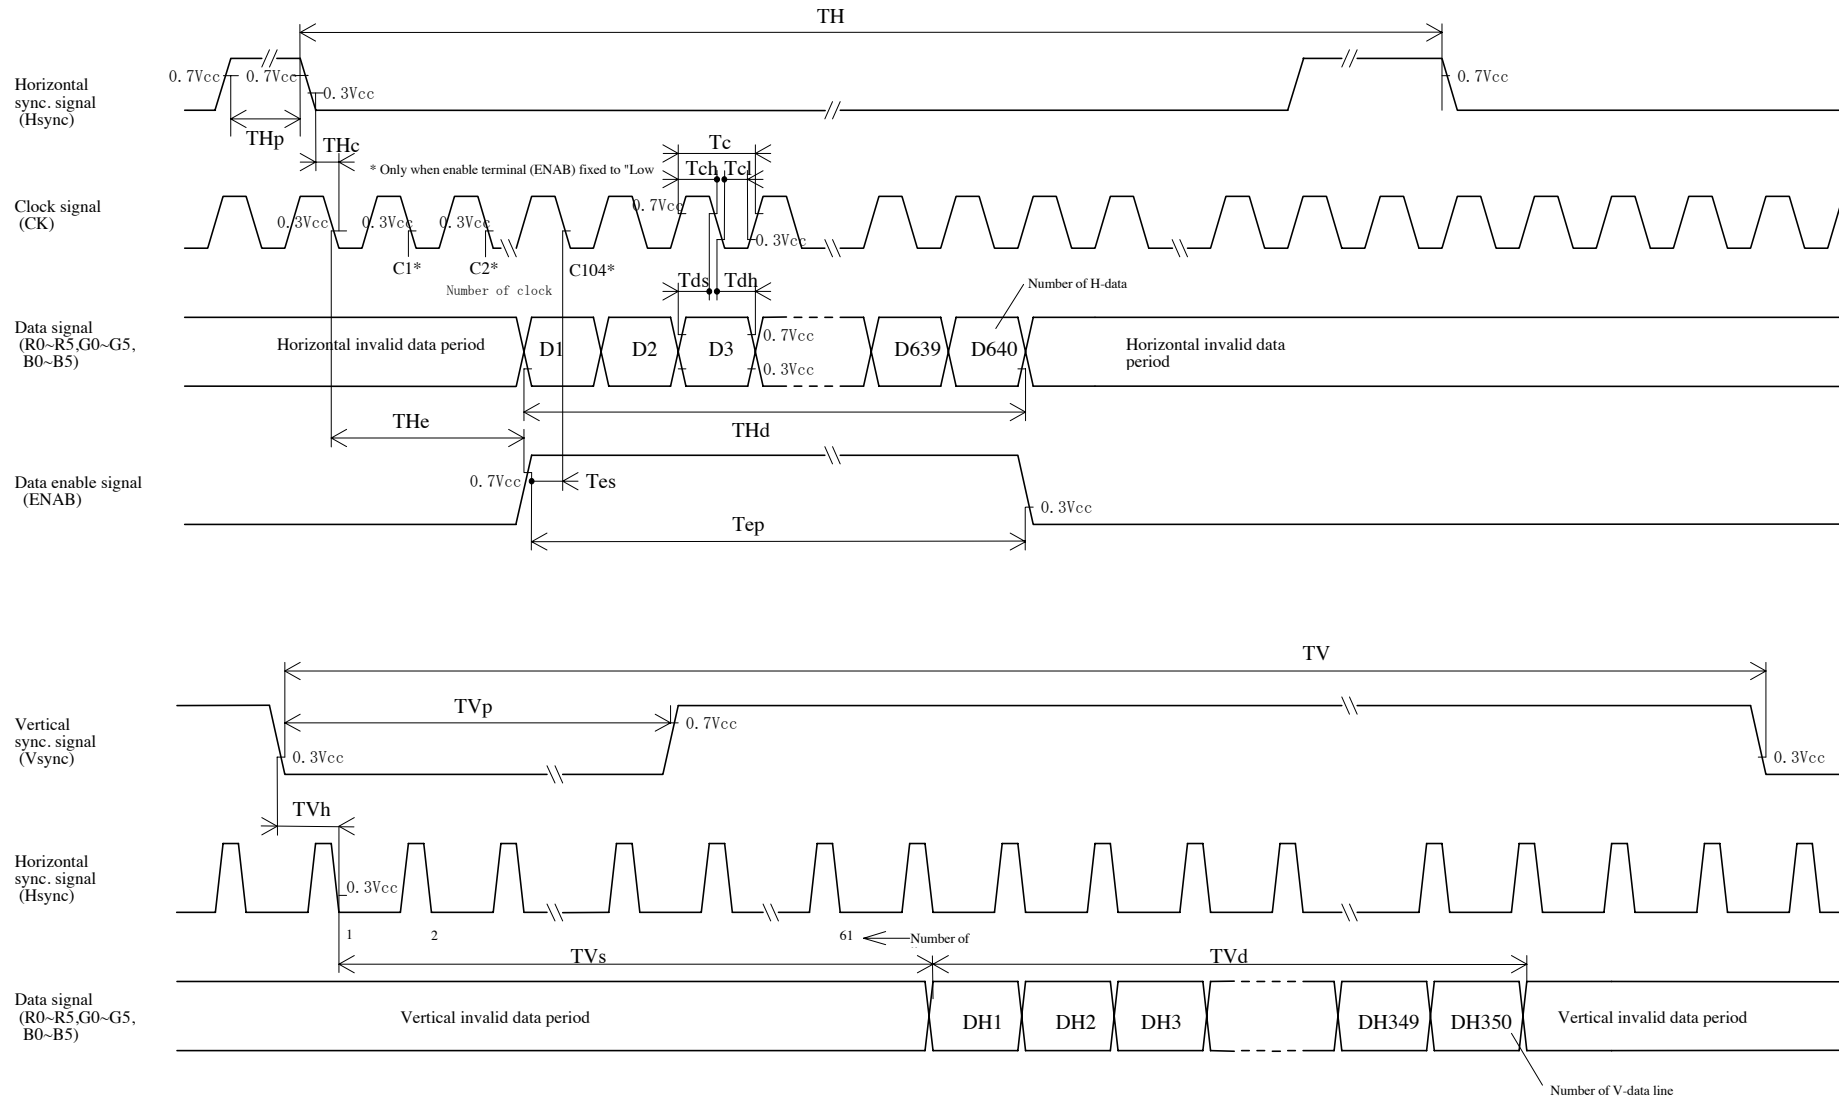 TH
Horizontal
sync. signal
(Hsync)
0.7Vcc
0.7Vcc
0.3Vcc
0.7Vcc
THp
THc
* Only when enable terminal (ENAB) fixed to "Low
Tc
Tch
Tcl
Clock signal
(CK)
0.3Vcc
0.3Vcc
0.3Vcc
0.7Vcc
0.3Vcc
C1*
C2*
C104*
Number of clock
Tds
Tdh
Number of H-data
Data signal
(R0~R5,G0~G5,
B0~B5)
Horizontal invalid data period
D1
D2
D3
0.7Vcc
0.3Vcc
D639
D640
Horizontal invalid data
period
THe
THd
Data enable signal
(ENAB)
0.7Vcc
Tes
0.3Vcc
Tep
TV
TVp
Vertical
sync. signal
(Vsync)
0.7Vcc
0.3Vcc
0.3Vcc
TVh
Horizontal
sync. signal
(Hsync)
0.3Vcc
1
2
61
Number of
TVs
TVd
Data signal
(R0~R5,G0~G5,
B0~B5)
Vertical invalid data period
DH1
DH2
DH3
DH349
DH350
Vertical invalid data period
Number of V-data line